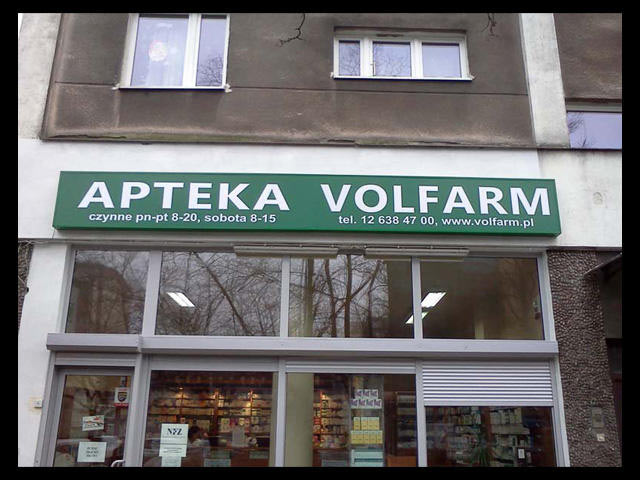 APTEKA VOLFARM
czynne pn-pt 8-20, sobota 8-15
tel. 12 638 47 00, www.volfarm.pl
NFZ